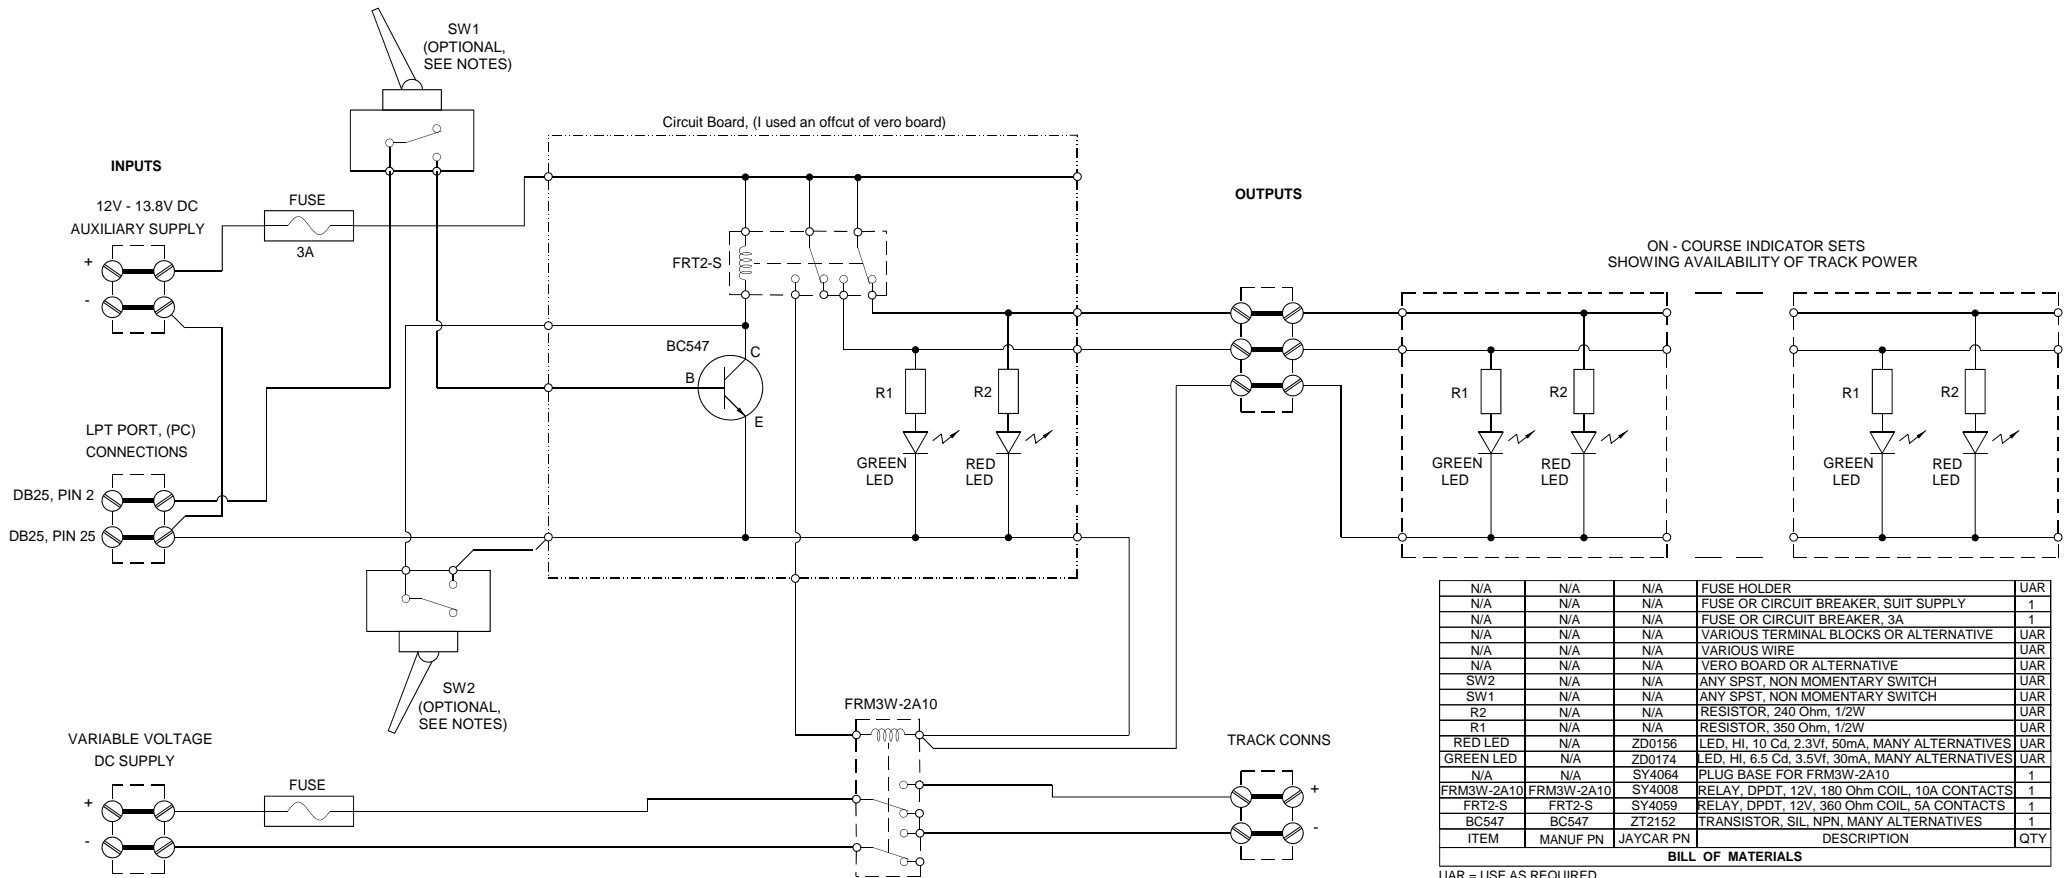 SW1
(OPTIONAL,
SEE NOTES)
Circuit Board, (I used an offcut of vero board)
INPUTS
12V - 13.8V DC
AUXILIARY SUPPLY
+
-
FUSE
3A
OUTPUTS
ON - COURSE INDICATOR SETS
SHOWING AVAILABILITY OF TRACK POWER
FRT2-S
BC547
C
B
E
R1
R2
GREEN
LED
RED
LED
R1
R2
GREEN
LED
RED
LED
R1
R2
GREEN
LED
RED
LED
LPT PORT, (PC)
CONNECTIONS
DB25, PIN 2
DB25, PIN 25
SW2
(OPTIONAL,
SEE NOTES)
FRM3W-2A10
VARIABLE VOLTAGE
DC SUPPLY
+
-
FUSE
TRACK CONNS
+
-
N/A N/A N/A FUSE HOLDER UAR
N/A N/A N/A FUSE OR CIRCUIT BREAKER, SUIT SUPPLY 1
N/A N/A N/A FUSE OR CIRCUIT BREAKER, 3A 1
N/A N/A N/A VARIOUS TERMINAL BLOCKS OR ALTERNATIVE UAR
N/A N/A N/A VARIOUS WIRE UAR
N/A N/A N/A VERO BOARD OR ALTERNATIVE UAR
SW2 N/A N/A ANY SPST, NON MOMENTARY SWITCH UAR
SW1 N/A N/A ANY SPST, NON MOMENTARY SWITCH UAR
R2 N/A N/A RESISTOR, 240 Ohm, 1/2W UAR
R1 N/A N/A RESISTOR, 350 Ohm, 1/2W UAR
RED LED N/A ZD0156 LED, HI, 10 Cd, 2.3Vf, 50mA, MANY ALTERNATIVES UAR
GREEN LED N/A ZD0174 LED, HI, 6.5 Cd, 3.5Vf, 30mA, MANY ALTERNATIVES UAR
N/A N/A SY4064 PLUG BASE FOR FRM3W-2A10 1
FRM3W-2A10 FRM3W-2A10 SY4008 RELAY, DPDT, 12V, 180 Ohm COIL, 10A CONTACTS 1
FRT2-S FRT2-S SY4059 RELAY, DPDT, 12V, 360 Ohm COIL, 5A CONTACTS 1
BC547 BC547 ZT2152 TRANSISTOR, SIL, NPN, MANY ALTERNATIVES 1
ITEM MANUF PN JAYCAR PN DESCRIPTION QTY
BILL OF MATERIALS
UAR = USE AS REQUIRED